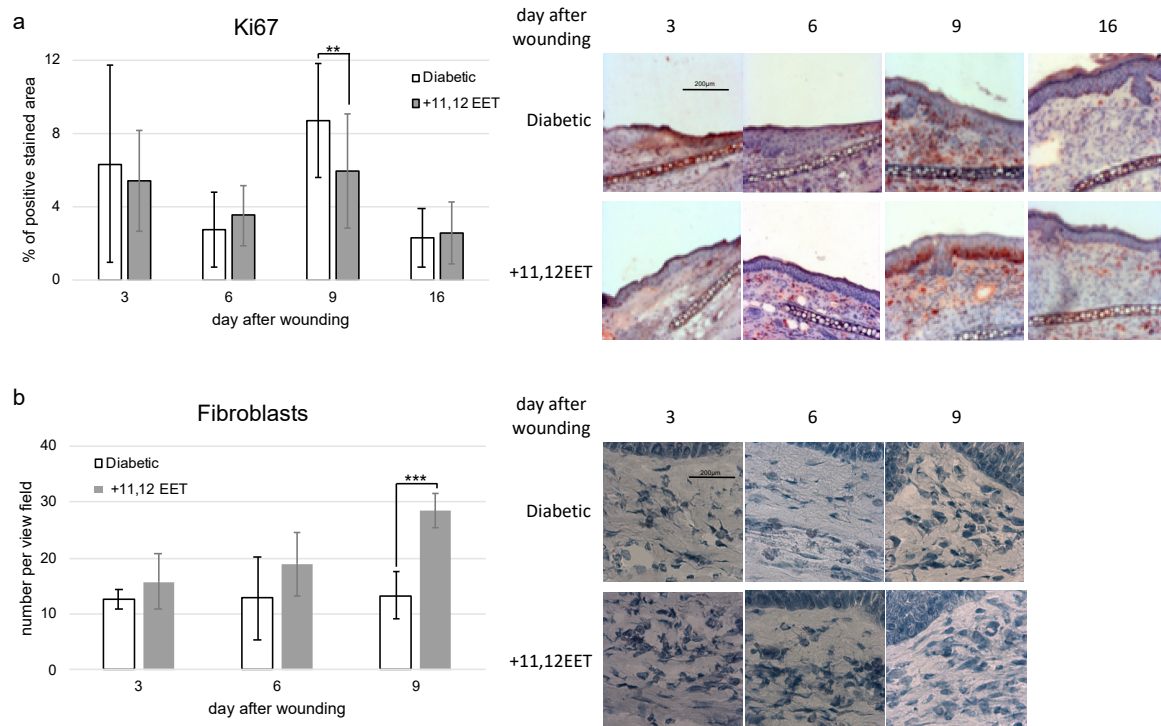 a
Ki67
12
8
4
0
% of positive stained area
**
Diabetic
+11,12 EET
3 6 9 16
day after wounding
day after
wounding
3 6 9 16
Diabetic
200µm
+11,12EET
b
Fibroblasts
40
30
20
10
0
number per view field
Diabetic
+11,12 EET
***
3 6 9
day after wounding
day after
wounding
3 6 9
Diabetic
200µm
+11,12EET